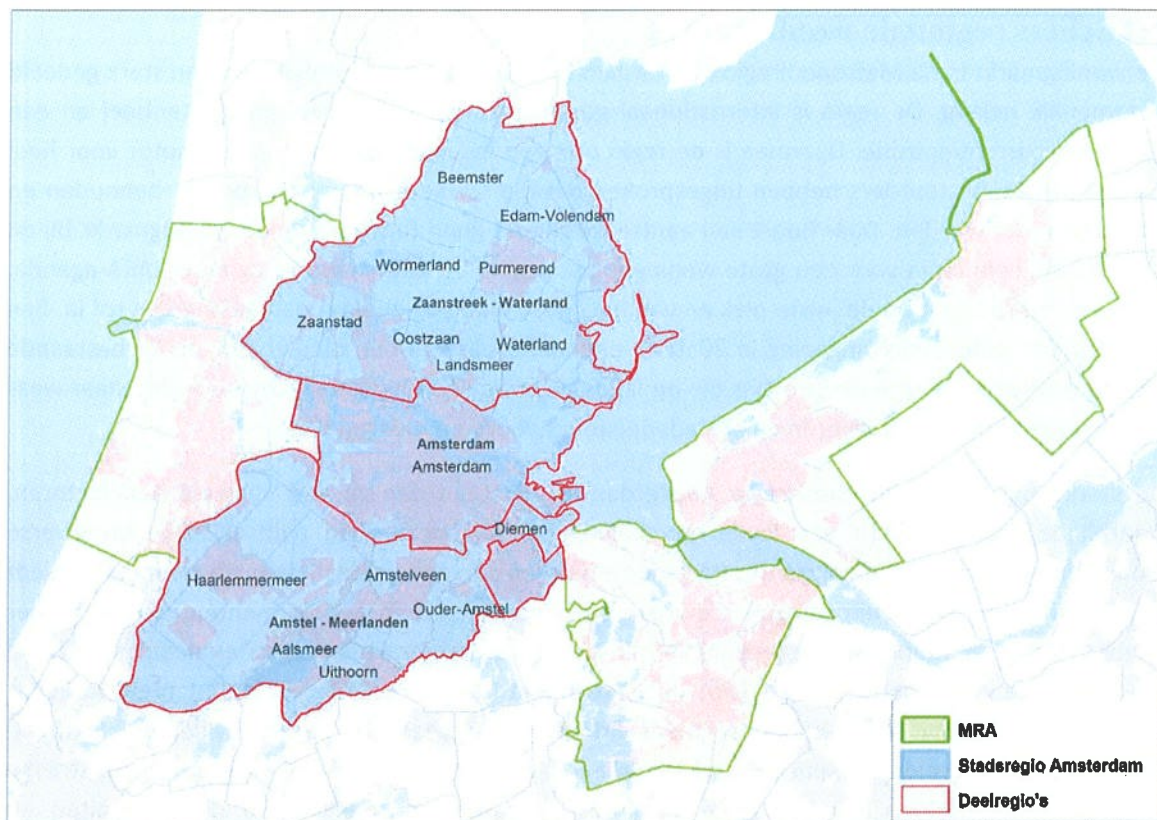 Beemster
Edam-Volendam
Wormerland
Purmerend
Zaanstreek - Waterland
Zaanstad
Oostzaan
Waterland
Landsmeer
Amsterdam
Amsterdam
Diemen
Haarlemmermeer
Amstelveen
Ouder-Amstel
Amstel - Meerlanden
Aalsmeer
Uithoorn
MRA
Stadsregio Amsterdam
Deelregio's